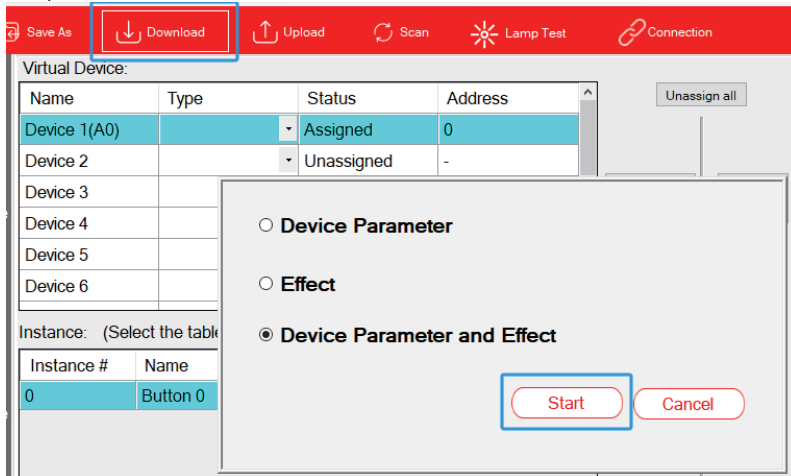 Save As Download Upload Scan Lamp Test Connection
Virtual Device:
Name Type Status Address
Unassign all
Device 1(A0) Assigned 0
Device 2 Unassigned -
Device 3
Device 4
Device 5
Device 6
Device Parameter
Effect
Device Parameter and Effect
Start Cancel
Instance: (Select the table
Instance # Name
0 Button 0